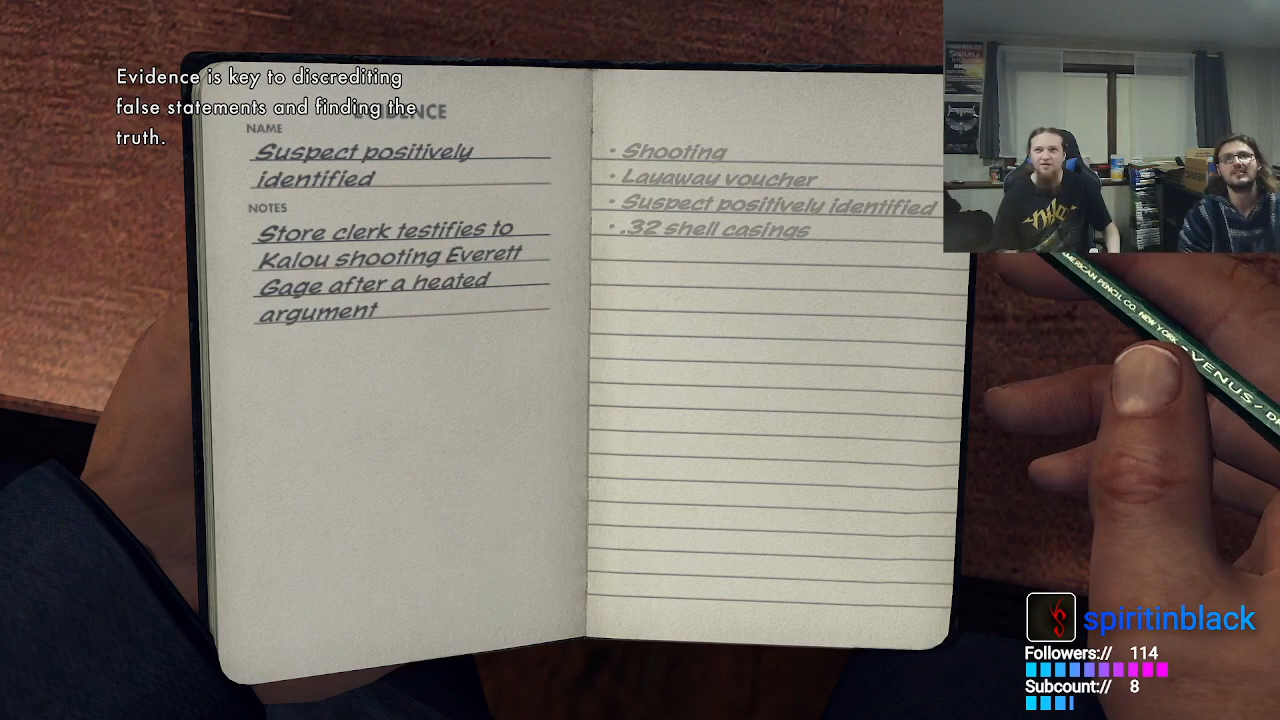 Evidence is key to discrediting
false statements and finding the
truth.
EVIDENCE
NAME
Suspect positively
identified
NOTES
Store clerk testifies to
Kalou shooting Everett
Gage after a heated
argument
• Shooting
• Layaway voucher
• Suspect positively identified
• .32 shell casings
AMERICAN PENCIL CO. NEW YORK
VENUS
nile
spiritinblack
Followers:// 114
Subcount:// 8